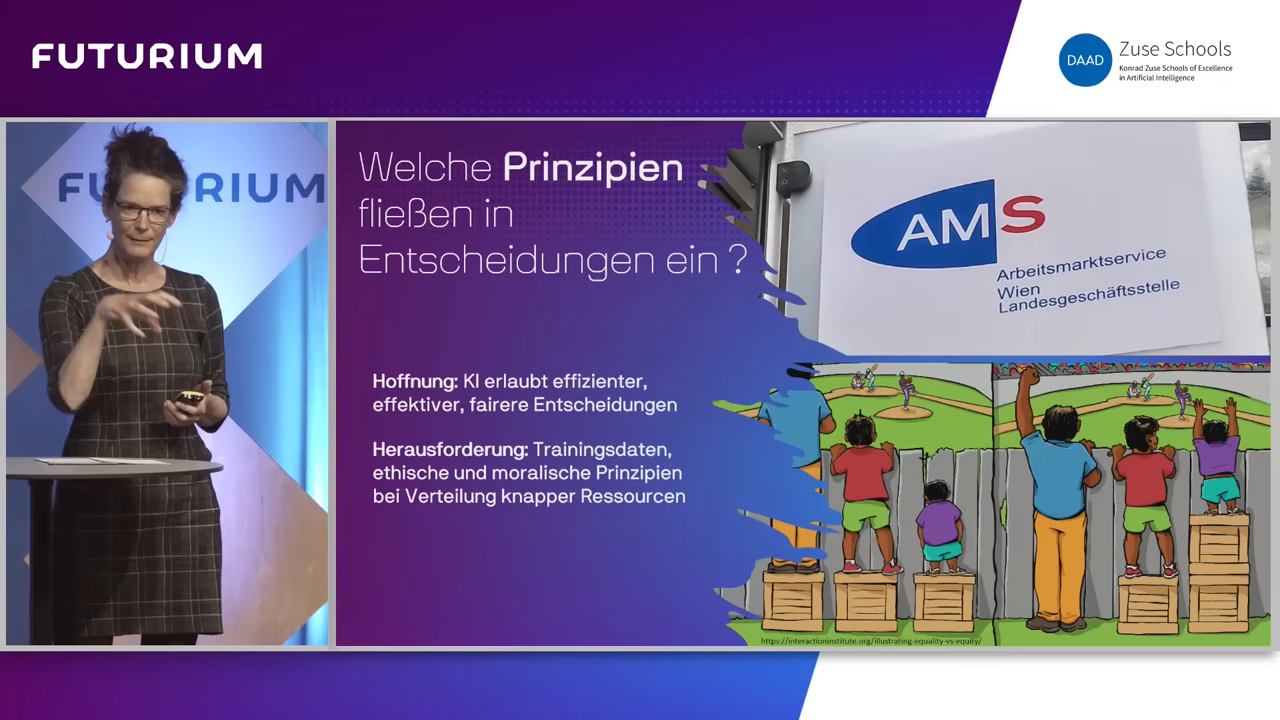 FUTURIUM
DAAD
Zuse Schools
Konrad Zuse Schools of Excellence
in Artificial Intelligence
FUTURIUM
Welche Prinzipien
fließen in
Entscheidungen ein ?
Hoffnung: KI erlaubt effizienter,
effektiver, fairere Entscheidungen
Herausforderung: Trainingsdaten,
ethische und moralische Prinzipien
bei Verteilung knapper Ressourcen
AMS
Arbeitsmarktservice
Wien
Landesgeschäftsstelle
https://interactioninstitute.org/illustrating-equality-vs-equity/